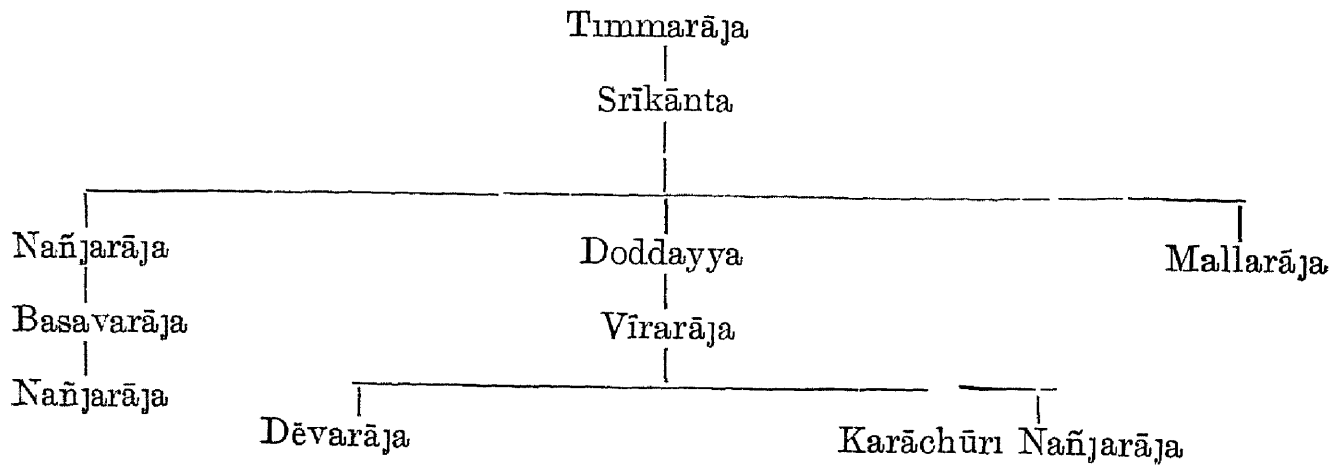 Timmarāja
Srīkānta
Nañjarāja Doddayya Mallarāja
Basavarāja Vīrarāja
Nañjarāja
Dēvarāja Karāchūri Nañjarāja